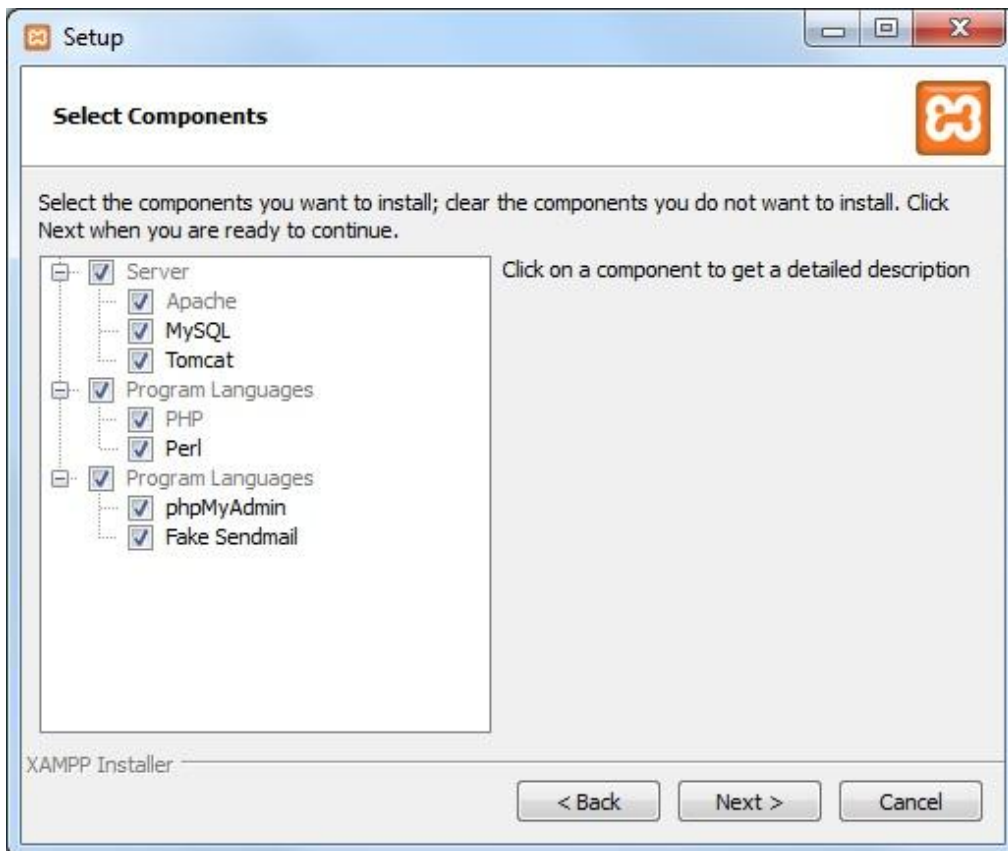 Setup
Select Components
Select the components you want to install; clear the components you do not want to install. Click
Next when you are ready to continue.
Server
Apache
MySQL
Tomcat
Program Languages
PHP
Perl
Program Languages
phpMyAdmin
Fake Sendmail
Click on a component to get a detailed description
XAMPP Installer
< Back
Next >
Cancel